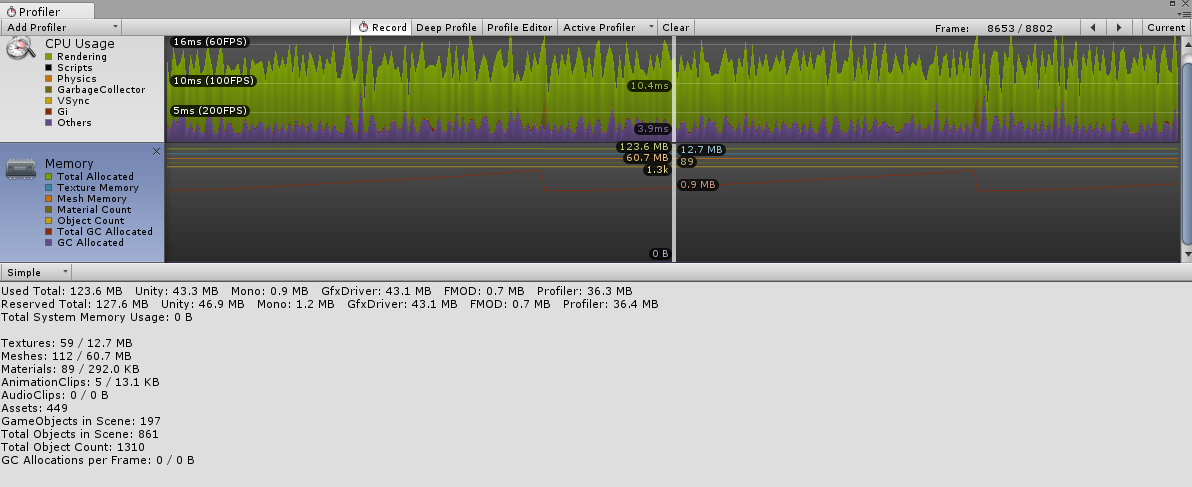 Profiler
Add Profiler Record Deep Profile Profile Editor Active Profiler Clear Frame: 8653 / 8802 Current
CPU Usage
Rendering
Scripts
Physics
GarbageCollector
VSync
Gi
Others
16ms (60FPS)
10ms (100FPS)
5ms (200FPS)
10.4ms
3.9ms
Memory
Total Allocated
Texture Memory
Mesh Memory
Material Count
Object Count
Total GC Allocated
GC Allocated
123.6 MB 12.7 MB
60.7 MB 89
1.3k
0.9 MB
0 B
Simple
Used Total: 123.6 MB Unity: 43.3 MB Mono: 0.9 MB GfxDriver: 43.1 MB FMOD: 0.7 MB Profiler: 36.3 MB
Reserved Total: 127.6 MB Unity: 46.9 MB Mono: 1.2 MB GfxDriver: 43.1 MB FMOD: 0.7 MB Profiler: 36.4 MB
Total System Memory Usage: 0 B
Textures: 59 / 12.7 MB
Meshes: 112 / 60.7 MB
Materials: 89 / 292.0 KB
AnimationClips: 5 / 13.1 KB
AudioClips: 0 / 0 B
Assets: 449
GameObjects in Scene: 197
Total Objects in Scene: 861
Total Object Count: 1310
GC Allocations per Frame: 0 / 0 B